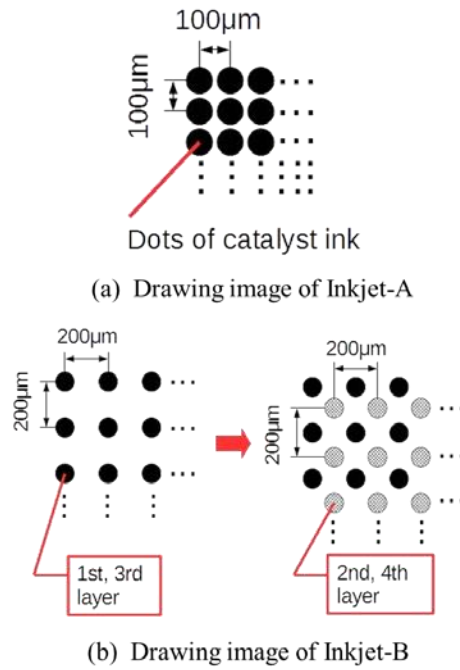 100μm
100μm
Dots of catalyst ink
(a) Drawing image of Inkjet-A
200μm
200μm
200μm
200μm
1st, 3rd
layer
2nd, 4th
layer
(b) Drawing image of Inkjet-B